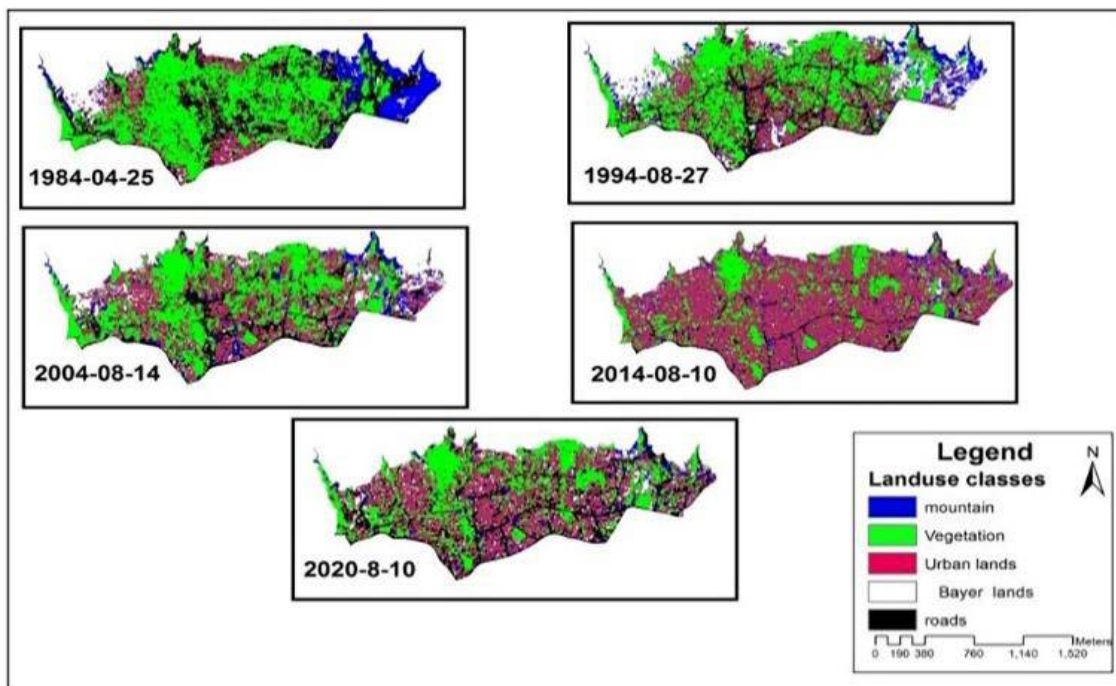 1984-04-25
1994-08-27
2004-08-14
2014-08-10
2020-8-10
Legend
N
Landuse classes
mountain
Vegetation
Urban lands
Bayer lands
roads
Meters
0 190 380 760 1,140 1,520